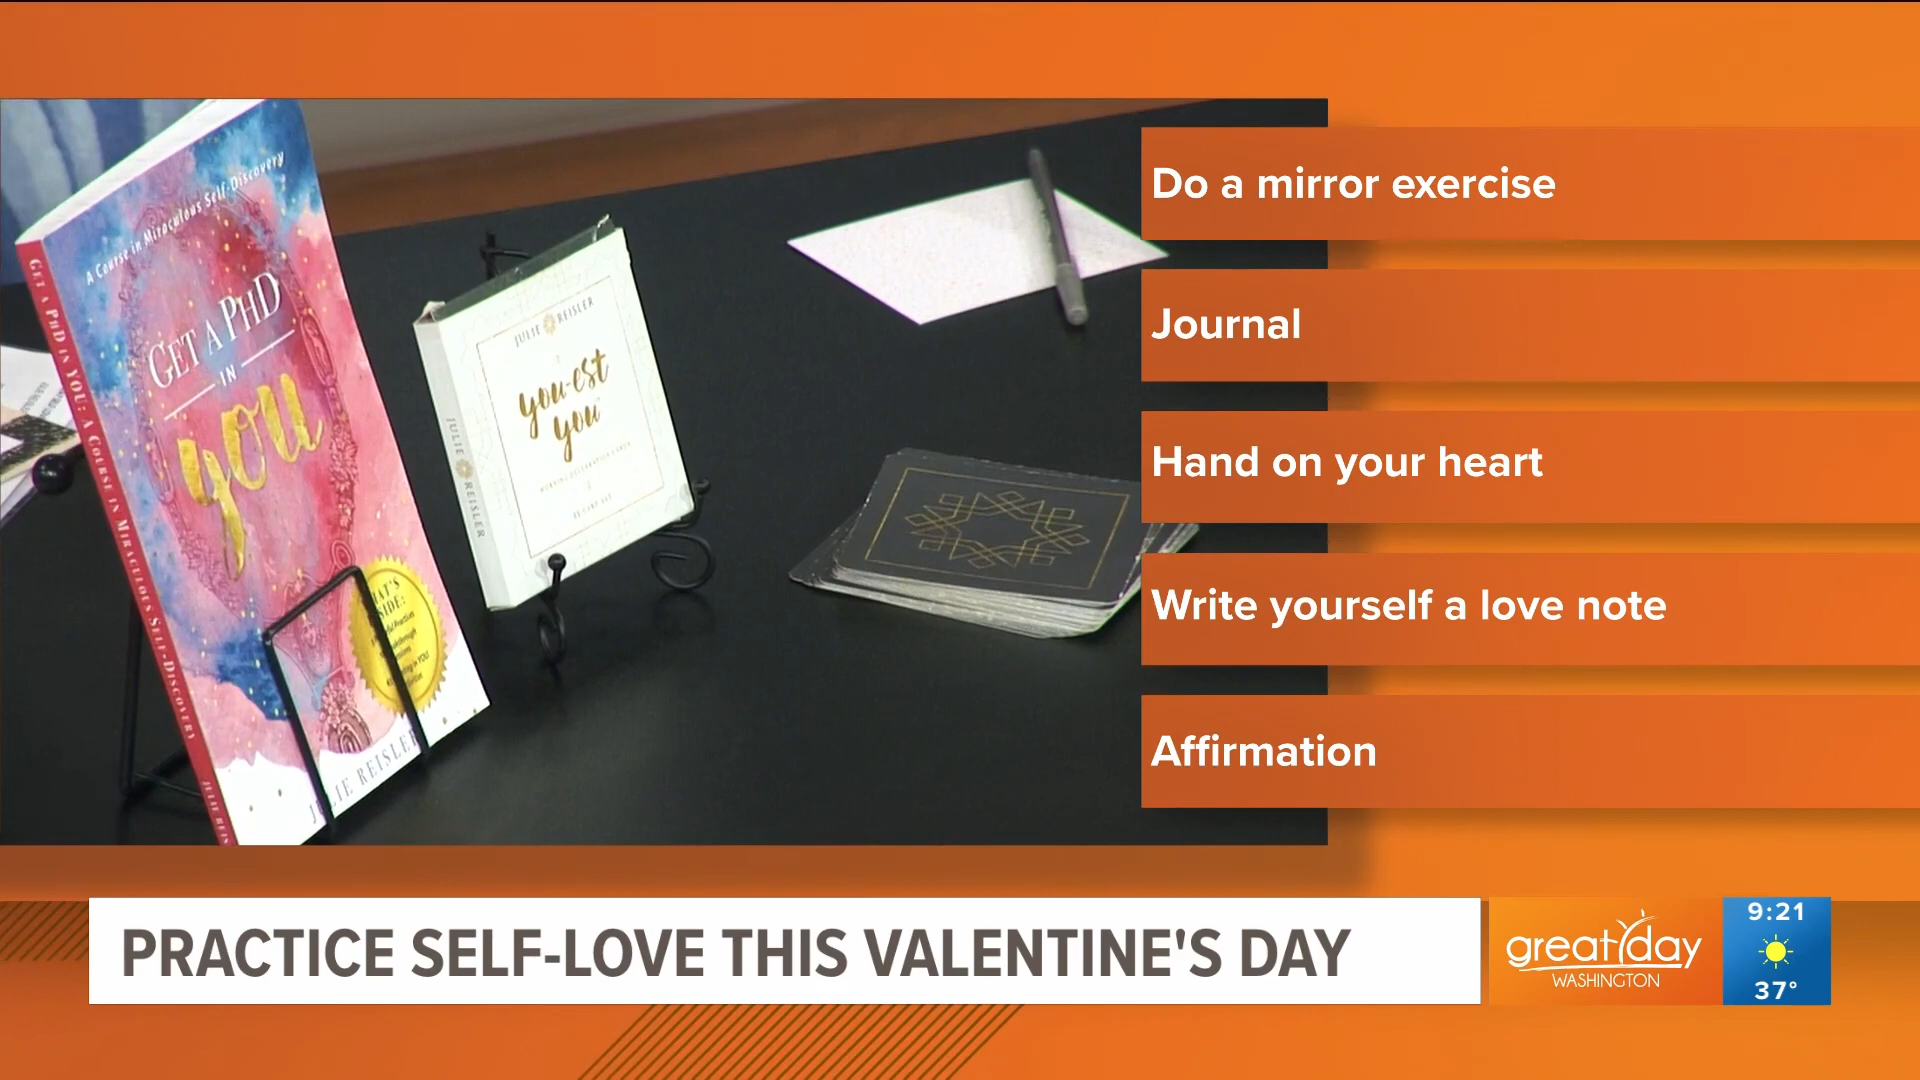 A Course in Miraculous Self-Discovery
GET A PHD
IN
you
JULIE REISLER
GET A PHD IN YOU: A COURSE IN MIRACULOUS SELF-DISCOVERY
JULIE REISLER
you-est
you
JULIE REISLER
Do a mirror exercise
Journal
Hand on your heart
Write yourself a love note
Affirmation
PRACTICE SELF-LOVE THIS VALENTINE'S DAY
great day
WASHINGTON
9:21
37°